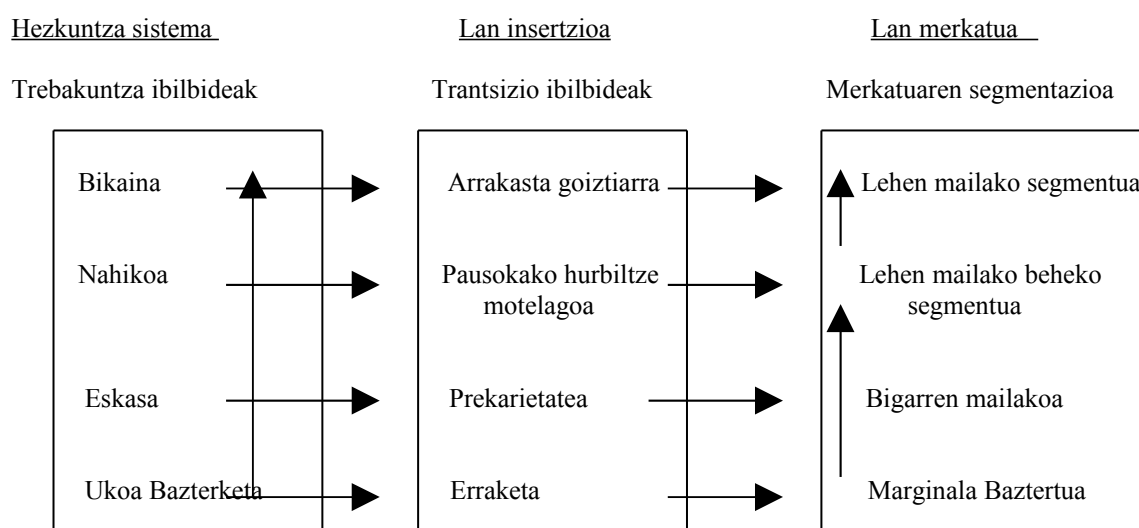 Hezkuntza sistema
Lan insertzioa
Lan merkatua
Trebakuntza ibilbideak
Trantsizio ibilbideak
Merkatuaren segmentazioa
Bikaina
Arrakasta goiztiarra
Lehen mailako segmentua
Nahikoa
Pausokako hurbiltze
motelagoa
Lehen mailako beheko
segmentua
Eskasa
Prekarietatea
Bigarren mailakoa
Ukoa Bazterketa
Erraketa
Marginala Baztertua